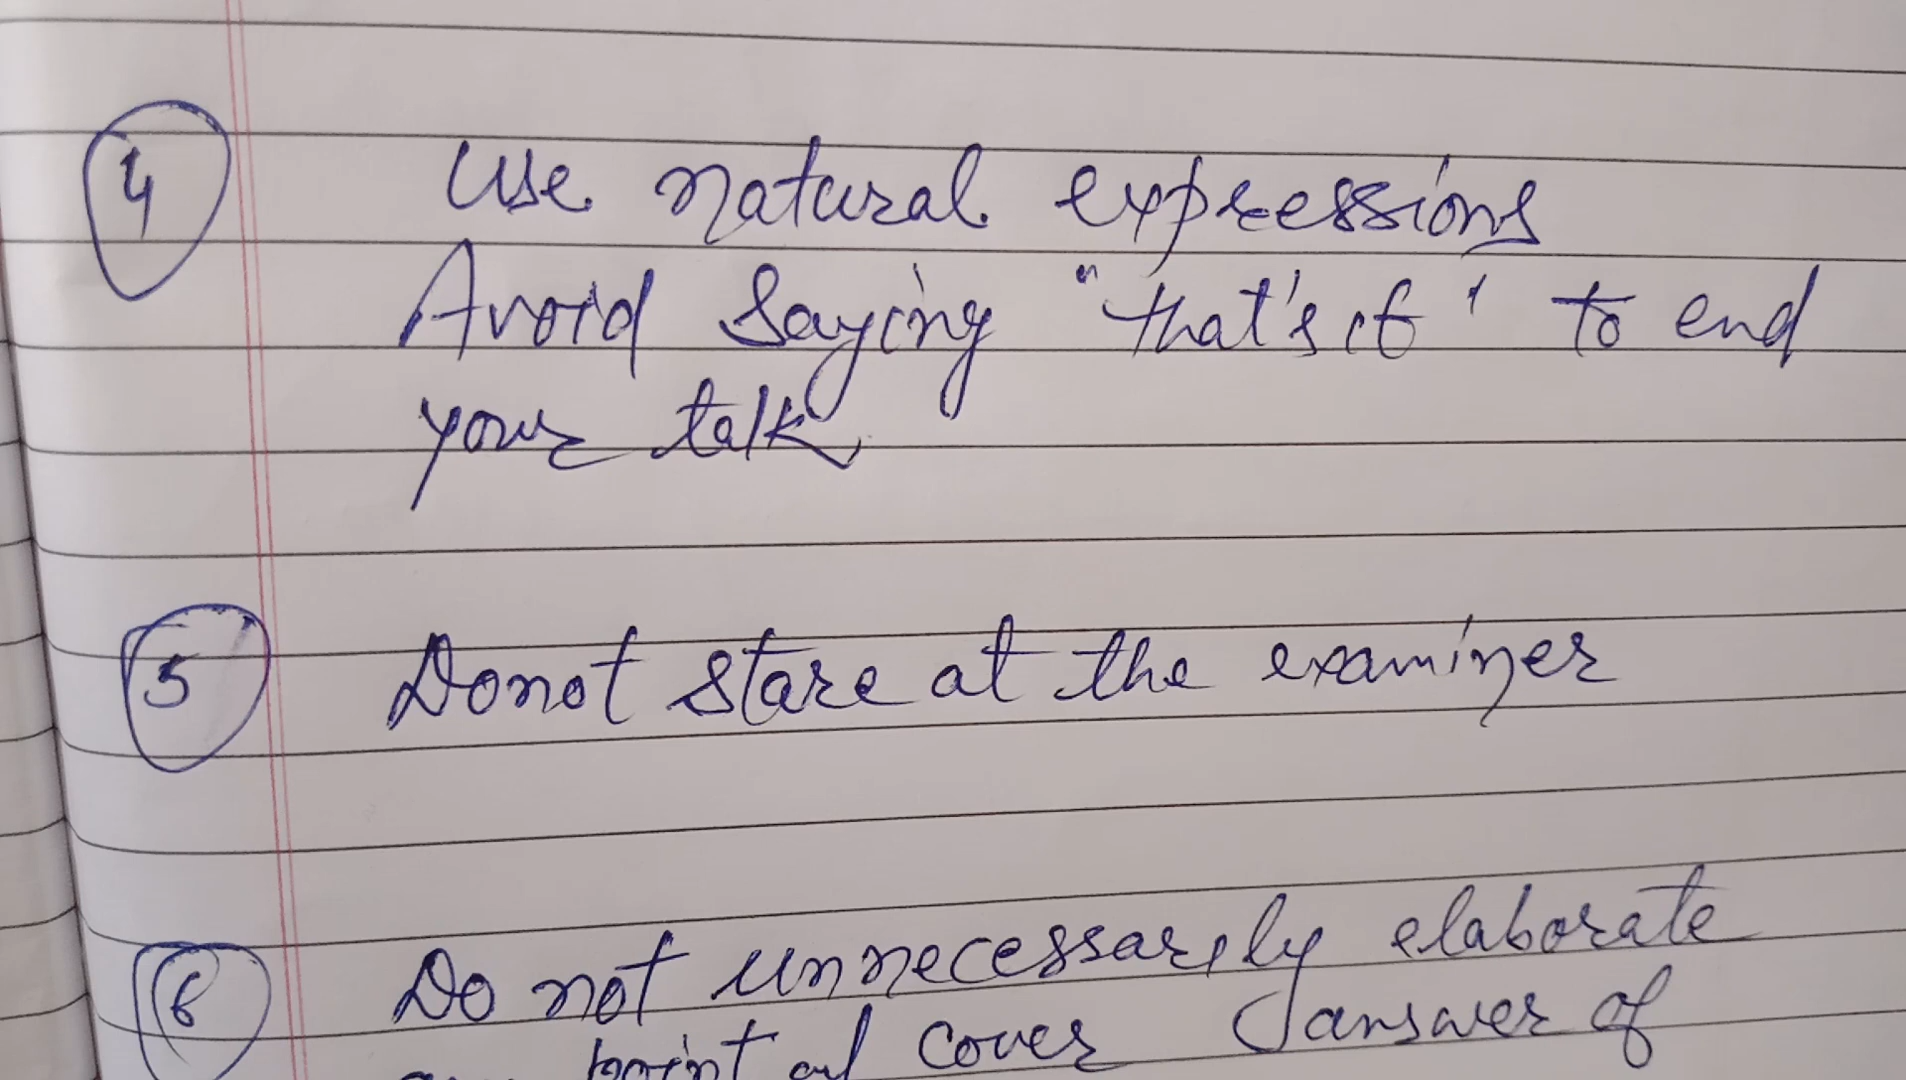 4 Use natural expressions
Avoid Saying "that's it' to end
your talk,
5 Donot stare at the examiner
6 Do not unnecessarily elaborate
point cover answer of